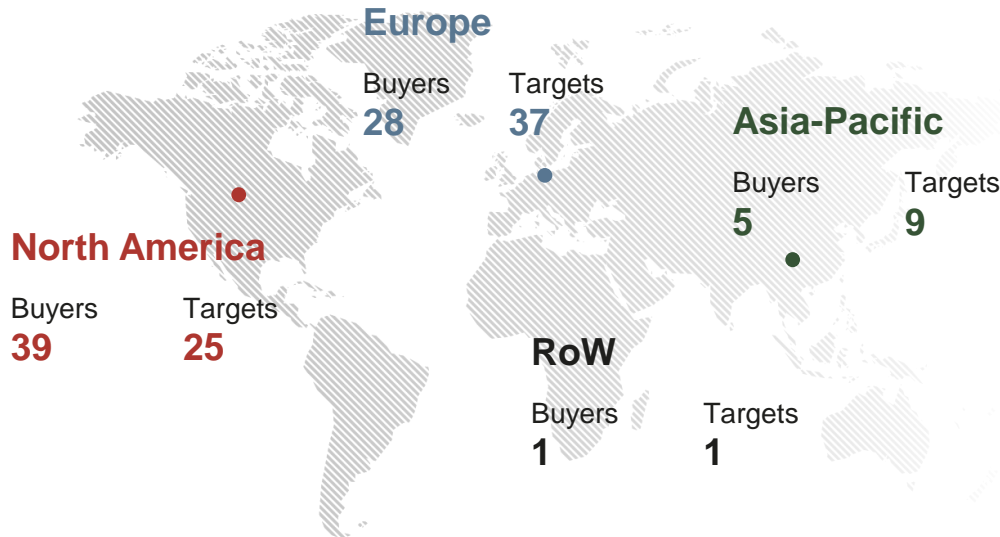 Europe
Buyers Targets
28 37
Asia-Pacific
Buyers Targets
5 9
North America
Buyers Targets
39 25
RoW
Buyers Targets
1 1